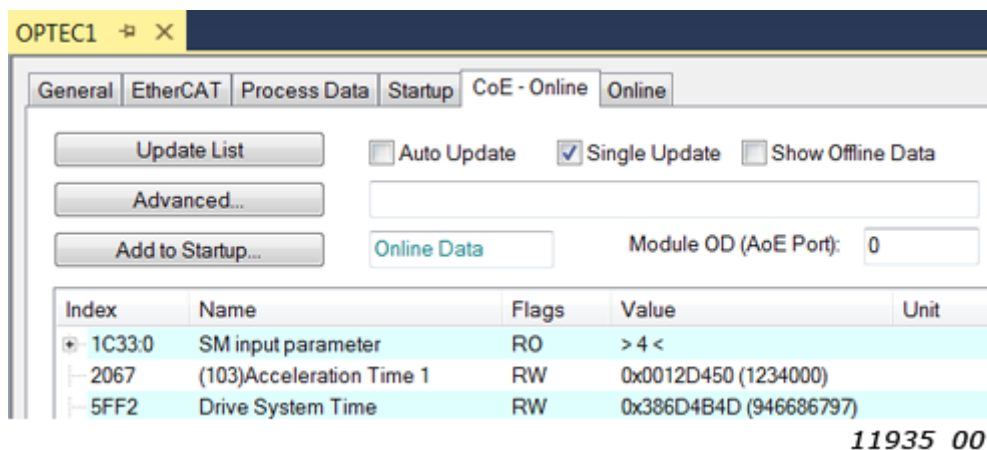 OPTEC1
General EtherCAT Process Data Startup CoE - Online Online
Update List Auto Update Single Update Show Offline Data
Advanced...
Add to Startup... Online Data Module OD (AoE Port): 0
Index Name Flags Value Unit
1C33:0 SM input parameter RO > 4 <
2067 (103)Acceleration Time 1 RW 0x0012D450 (1234000)
5FF2 Drive System Time RW 0x386D4B4D (946686797)
11935_00